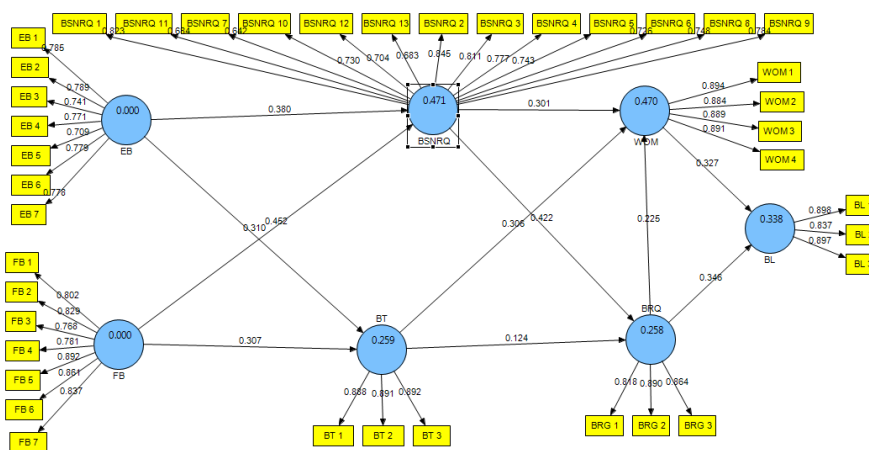 BSNRQ 1 BSNRQ 11 BSNRQ 7 BSNRQ 10 BSNRQ 12 BSNRQ 13 BSNRQ 2 BSNRQ 3 BSNRQ 4 BSNRQ 5 BSNRQ 6 BSNRQ 8 BSNRQ 9
0.823 0.684 0.642 0.730 0.704 0.683 0.845 0.811 0.777 0.743 0.726 0.748 0.784
EB 1
EB 2
EB 3
EB 4
EB 5
EB 6
EB 7
0.785
0.789
0.741
0.771
0.709
0.779
0.778
0.000
EB
0.380
0.471
BSNRQ
0.301
0.470
WOM
WOM 1
WOM 2
WOM 3
WOM 4
0.894
0.884
0.889
0.891
0.327
0.310
0.452
0.306
0.422
0.225
0.338
BL
0.898
0.837
0.897
BL
BL
BL
FB 1
FB 2
FB 3
FB 4
FB 5
FB 6
FB 7
0.802
0.829
0.768
0.781
0.892
0.861
0.837
0.000
FB
0.307
BT
0.259
0.124
BRQ
0.258
0.346
0.888 0.891 0.892
BT 1 BT 2 BT 3
0.818 0.890 0.864
BRG 1 BRG 2 BRG 3